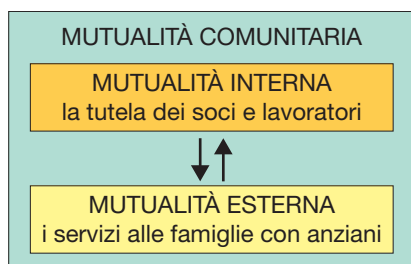 MUTUALITÀ COMUNITARIA
MUTUALITÀ INTERNA
la tutela dei soci e lavoratori
MUTUALITÀ ESTERNA
i servizi alle famiglie con anziani